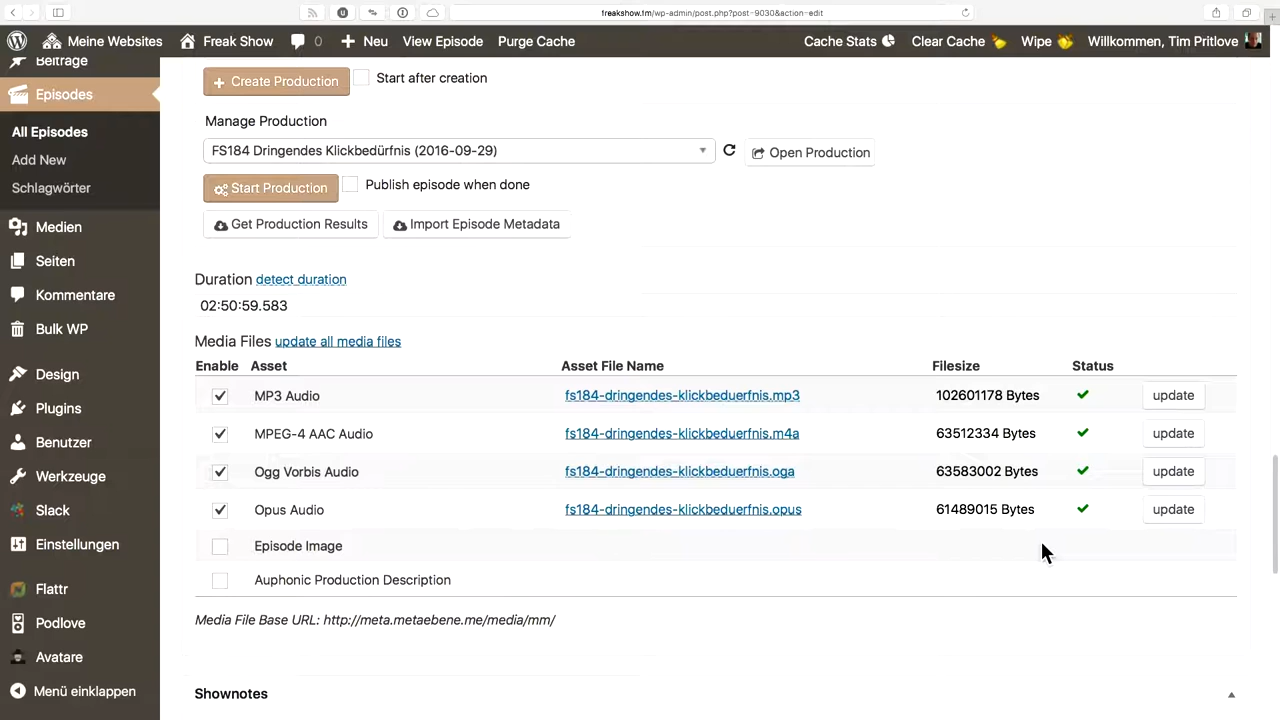 freakshow.fm/wp-admin/post.php?post=9030&action=edit
Meine Websites
Freak Show
0
Neu
View Episode
Purge Cache
Cache Stats
Clear Cache
Wipe
Willkommen, Tim Pritlove
Beiträge
Episodes
All Episodes
Add New
Schlagwörter
Medien
Seiten
Kommentare
Bulk WP
Design
Plugins
Benutzer
Werkzeuge
Slack
Einstellungen
Flattr
Podlove
Avatare
Menü einklappen
Create Production
Start after creation
Manage Production
FS184 Dringendes Klickbedürfnis (2016-09-29)
Open Production
Start Production
Publish episode when done
Get Production Results
Import Episode Metadata
Duration detect duration
02:50:59.583
Media Files update all media files
Enable Asset Asset File Name Filesize Status
MP3 Audio fs184-dringendes-klickbeduerfnis.mp3 102601178 Bytes update
MPEG-4 AAC Audio fs184-dringendes-klickbeduerfnis.m4a 63512334 Bytes update
Ogg Vorbis Audio fs184-dringendes-klickbeduerfnis.oga 63583002 Bytes update
Opus Audio fs184-dringendes-klickbeduerfnis.opus 61489015 Bytes update
Episode Image
Auphonic Production Description
Media File Base URL: http://meta.metaebene.me/media/mm/
Shownotes